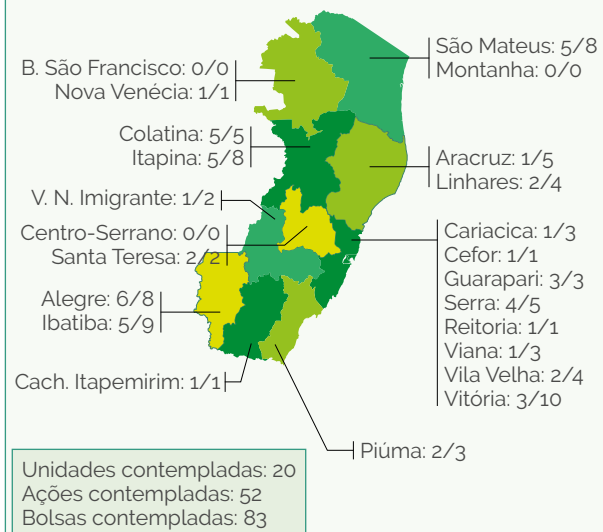 B. São Francisco: 0/0
Nova Venécia: 1/1
São Mateus: 5/8
Montanha: 0/0
Colatina: 5/5
Itapina: 5/8
Aracruz: 1/5
Linhares: 2/4
V. N. Imigrante: 1/2
Centro-Serrano: 0/0
Santa Teresa: 2/2
Cariacica: 1/3
Cefor: 1/1
Guarapari: 3/3
Serra: 4/5
Reitoria: 1/1
Viana: 1/3
Vila Velha: 2/4
Vitória: 3/10
Alegre: 6/8
Ibatiba: 5/9
Cach. Itapemirim: 1/1
Piúma: 2/3
Unidades contempladas: 20
Ações contempladas: 52
Bolsas contempladas: 83